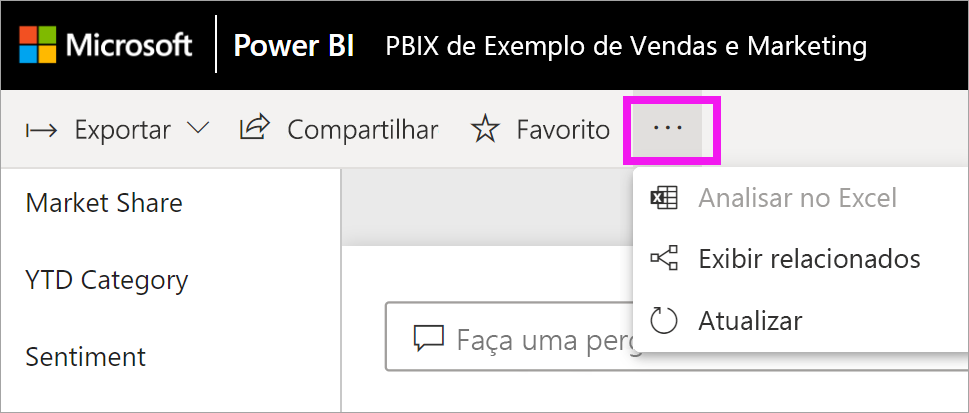 Microsoft Power BI PBIX de Exemplo de Vendas e Marketing
Exportar Compartilhar Favorito ...
Market Share
Analisar no Excel
YTD Category
Exibir relacionados
Atualizar
Faça uma perg
Sentiment